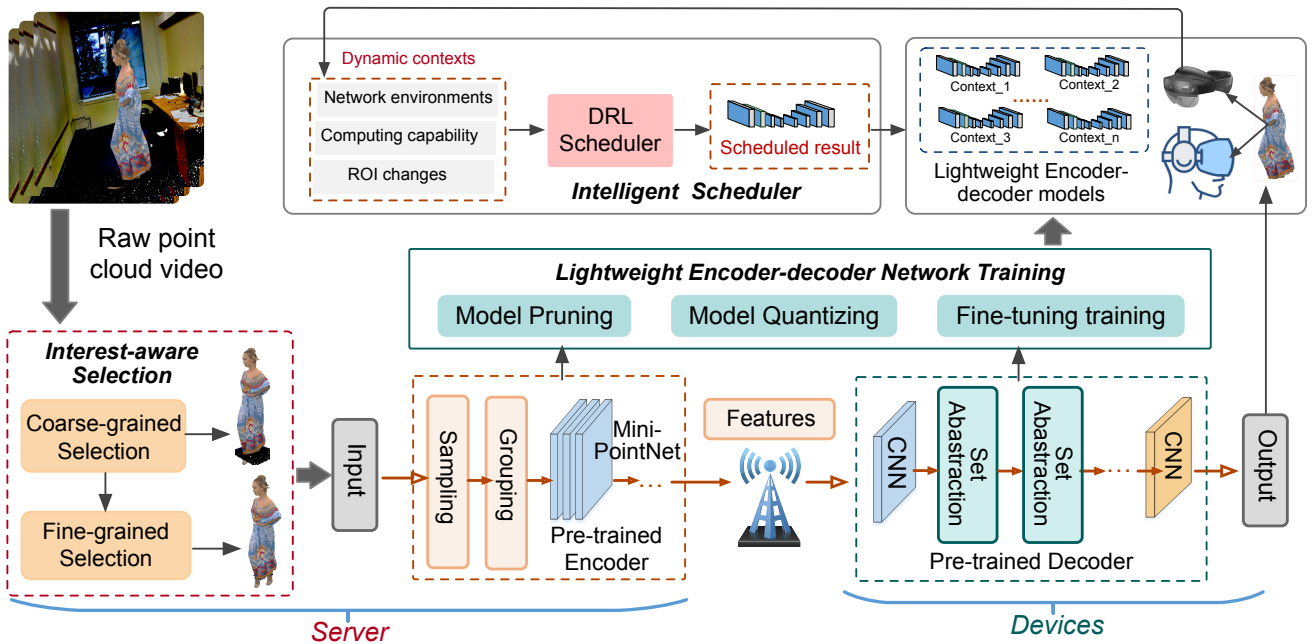 Dynamic contexts
Network environments
Computing capability
ROI changes
DRL
Scheduler
Scheduled result
Intelligent Scheduler
Context_1
Context_2
Context_3
Context_n
Lightweight Encoder-
decoder models
Raw point
cloud video
Lightweight Encoder-decoder Network Training
Model Pruning
Model Quantizing
Fine-tuning training
Interest-aware
Selection
Coarse-grained
Selection
Fine-grained
Selection
Input
Sampling
Grouping
Mini-
PointNet
Pre-trained
Encoder
Features
CNN
Set
Abastraction
Set
Abastraction
CNN
Pre-trained Decoder
Output
Server
Devices